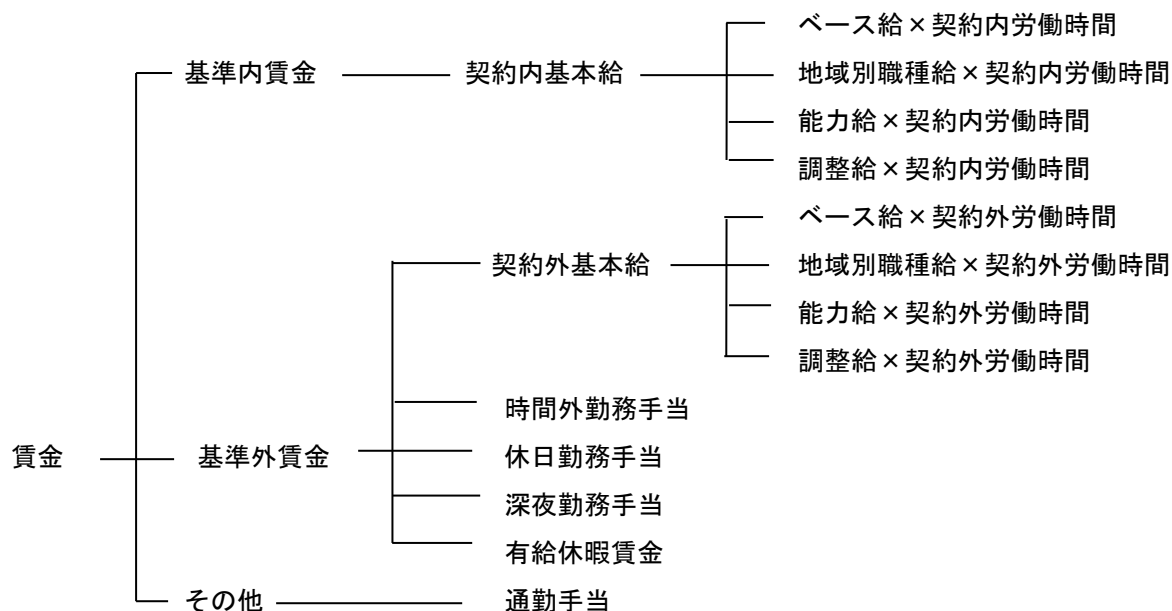 ベース給×契約内労働時間
基準内賃金 契約内基本給 地域別職種給×契約内労働時間
能力給×契約内労働時間
調整給×契約内労働時間
ベース給×契約外労働時間
契約外基本給 地域別職種給×契約外労働時間
能力給×契約外労働時間
調整給×契約外労働時間
時間外勤務手当
賃金 基準外賃金 休日勤務手当
深夜勤務手当
有給休暇賃金
その他 通勤手当